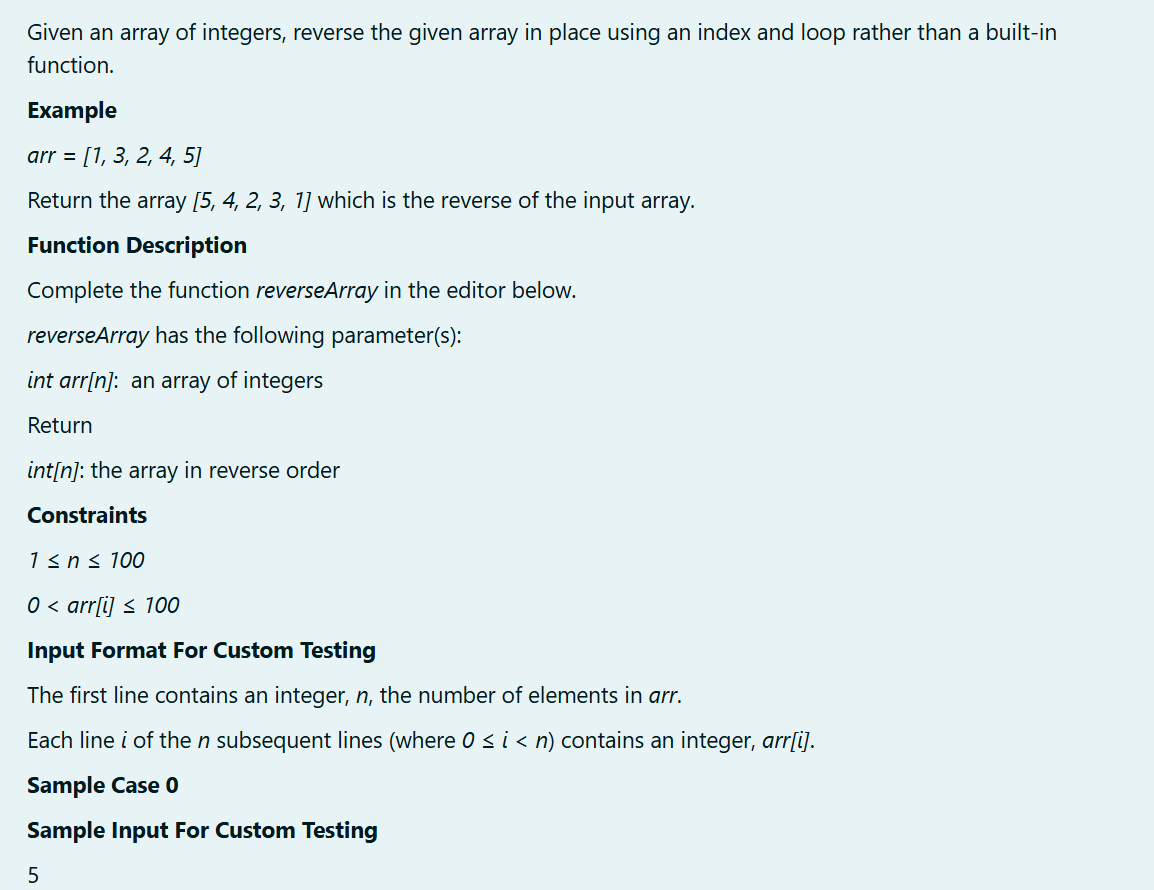 Given an array of integers, reverse the given array in place using an index and loop rather than a built-in
function.
Example
arr = [1, 3, 2, 4, 5]
Return the array [5, 4, 2, 3, 1] which is the reverse of the input array.
Function Description
Complete the function reverseArray in the editor below.
reverseArray has the following parameter(s):
int arr[n]: an array of integers
Return
int[n]: the array in reverse order
Constraints
1 ≤ n ≤ 100
0 < arr[i] ≤ 100
Input Format For Custom Testing
The first line contains an integer, n, the number of elements in arr.
Each line i of the n subsequent lines (where 0 ≤ i < n) contains an integer, arr[i].
Sample Case 0
Sample Input For Custom Testing
5